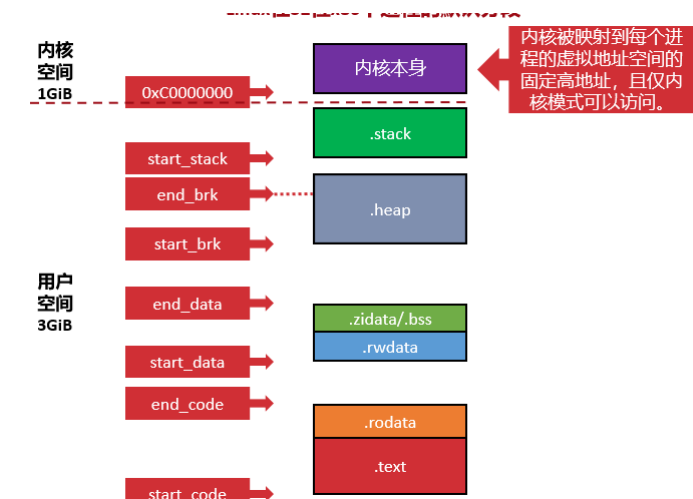 内核
空间
1GiB
内核本身
内核被映射到每个进
程的虚拟地址空间的
固定高地址，且仅内
核模式可以访问。
0xC0000000
.stack
start_stack
end_brk
.heap
start_brk
用户
空间
3GiB
end_data
.zidata/.bss
.rwdata
start_data
end_code
.rodata
.text
start_code